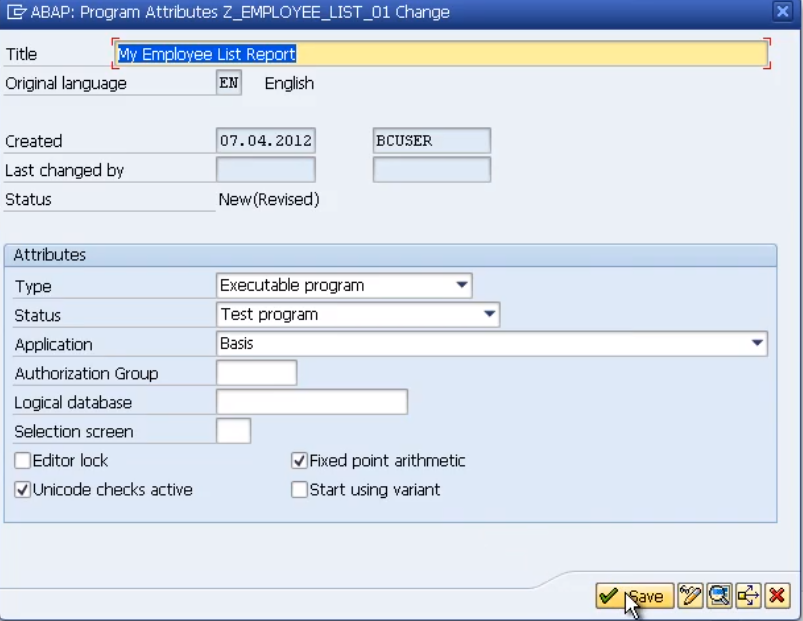 ABAP: Program Attributes Z_EMPLOYEE_LIST_01 Change
Title My Employee List Report
Original language EN English
Created 07.04.2012 BCUSER
Last changed by
Status New(Revised)
Attributes
Type Executable program
Status Test program
Application Basis
Authorization Group
Logical database
Selection screen
Editor lock Fixed point arithmetic
Unicode checks active Start using variant
Save